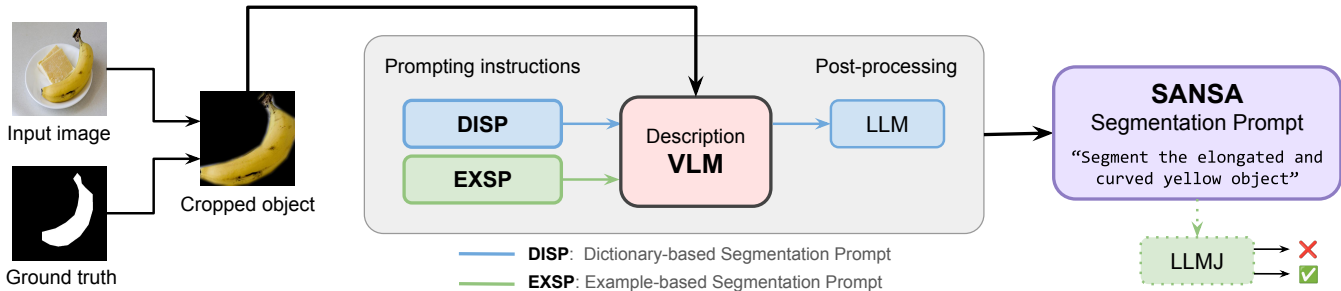 Input image
Ground truth
Cropped object
Prompting instructions
DISP
EXSP
Description
VLM
Post-processing
LLM
SANSA
Segmentation Prompt
“Segment the elongated and
curved yellow object”
LLMJ
DISP: Dictionary-based Segmentation Prompt
EXSP: Example-based Segmentation Prompt